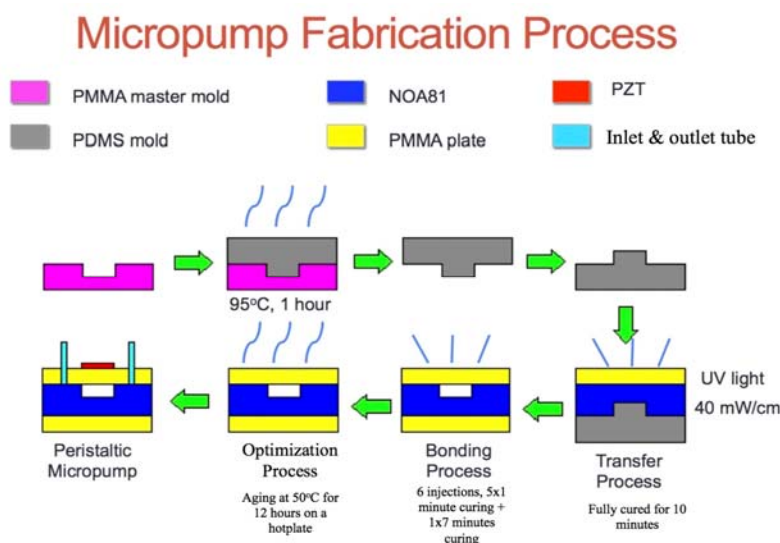 Micropump Fabrication Process
PMMA master mold
NOA81
PZT
PDMS mold
PMMA plate
Inlet & outlet tube
95°C, 1 hour
UV light
40 mW/cm
Peristaltic
Micropump
Optimization
Process
Aging at 50°C for
12 hours on a
hotplate
Bonding
Process
6 injections, 5x1
minute curing +
1x7 minutes
curing
Transfer
Process
Fully cured for 10
minutes